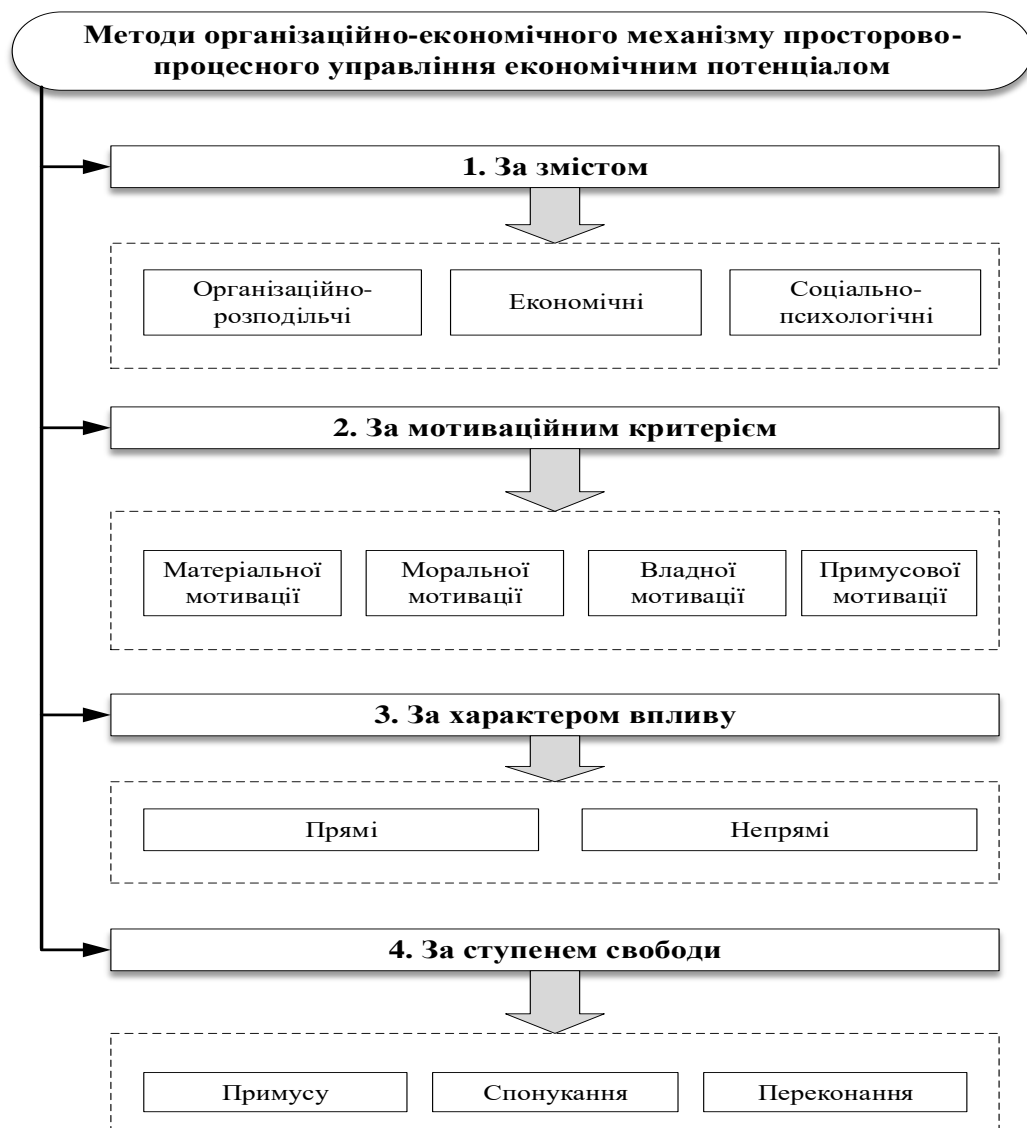 Методи організаційно-економічного механізму просторово-
процесного управління економічним потенціалом
1. За змістом
Організаційно-
розподільчі
Економічні
Соціально-
психологічні
2. За мотиваційним критерієм
Матеріальної
мотивації
Моральної
мотивації
Владної
мотивації
Примусової
мотивації
3. За характером впливу
Прямі
Непрямі
4. За ступенем свободи
Примусу
Спонукання
Переконання